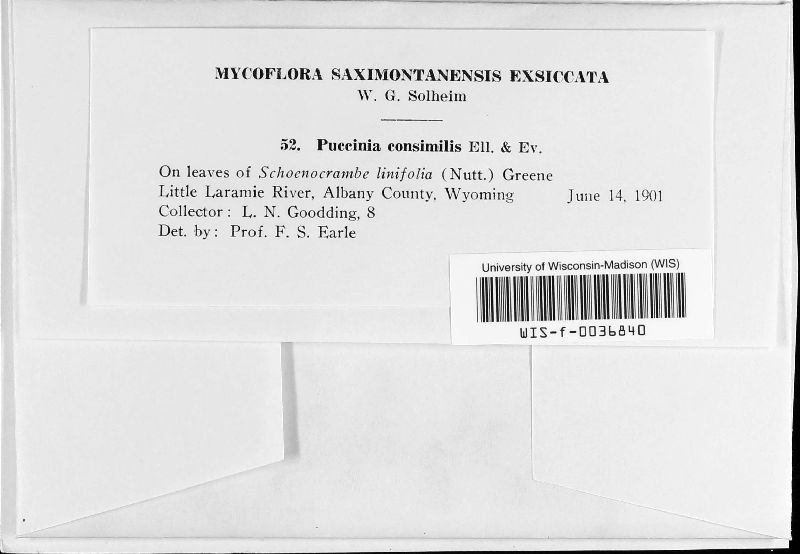 MYCOFLORA SAXIMONTANENSIS EXSICCATA
W. G. Solheim
52. Puccinia consimilis Ell. & Ev.
On leaves of Schoenocrambe linifolia (Nutt.) Greene
Little Laramie River, Albany County, Wyoming June 14, 1901
Collector: L. N. Goodding, 8
Det. by: Prof. F. S. Earle
University of Wisconsin-Madison (WIS)
WIS-f-0036840